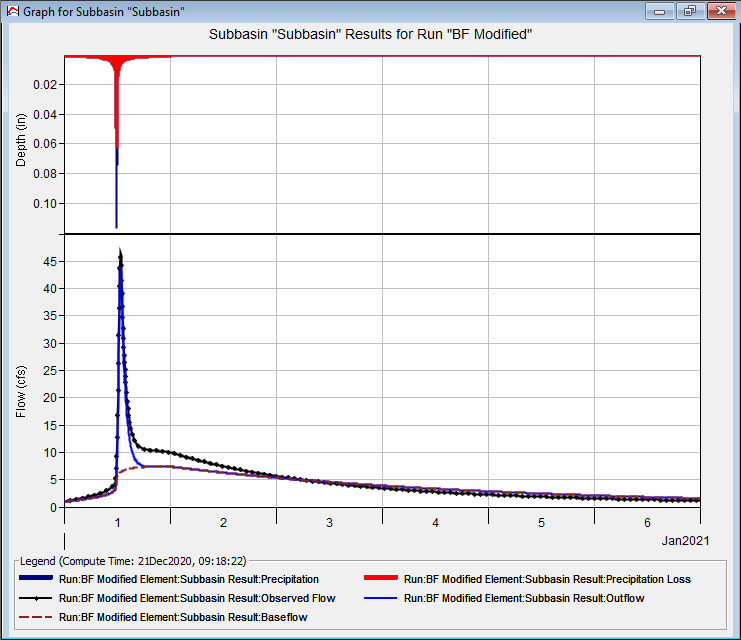 Graph for Subbasin "Subbasin"
Subbasin "Subbasin" Results for Run "BF Modified"
Depth (in)
0.02
0.04
0.06
0.08
0.10
Flow (cfs)
45
40
35
30
25
20
15
10
5
0
1 2 3 4 5 6
Jan2021
Legend (Compute Time: 21Dec2020, 09:18:22)
Run:BF Modified Element:Subbasin Result:Precipitation Run:BF Modified Element:Subbasin Result:Precipitation Loss
Run:BF Modified Element:Subbasin Result:Observed Flow Run:BF Modified Element:Subbasin Result:Outflow
Run:BF Modified Element:Subbasin Result:Baseflow